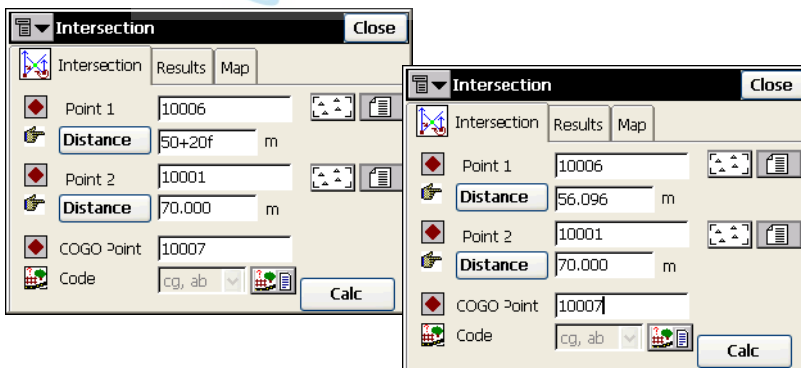 Intersection Close
Intersection Results Map
Point 1 10006
Distance 50+20f m
Point 2 10001
Distance 70.000 m
COGO Point 10007
Code cg, ab
Calc
Intersection Close
Intersection Results Map
Point 1 10006
Distance 56.096 m
Point 2 10001
Distance 70.000 m
COGO Point 10007
Code cg, ab
Calc